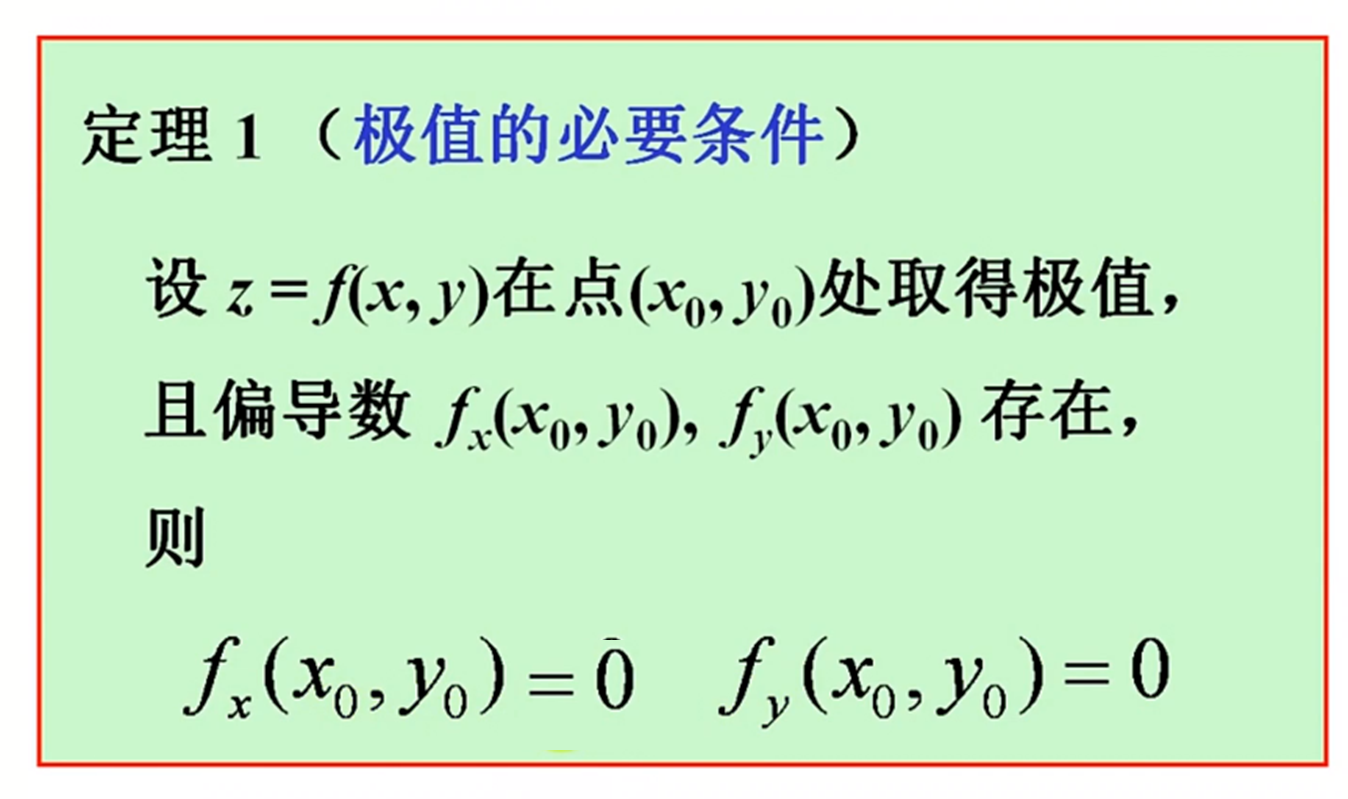 定理 1 （极值的必要条件）
设 z = f(x, y)在点(x₀, y₀)处取得极值，
且偏导数 fₓ(x₀, y₀), f_y(x₀, y₀) 存在，
则
fₓ(x₀, y₀) = 0 f_y(x₀, y₀) = 0